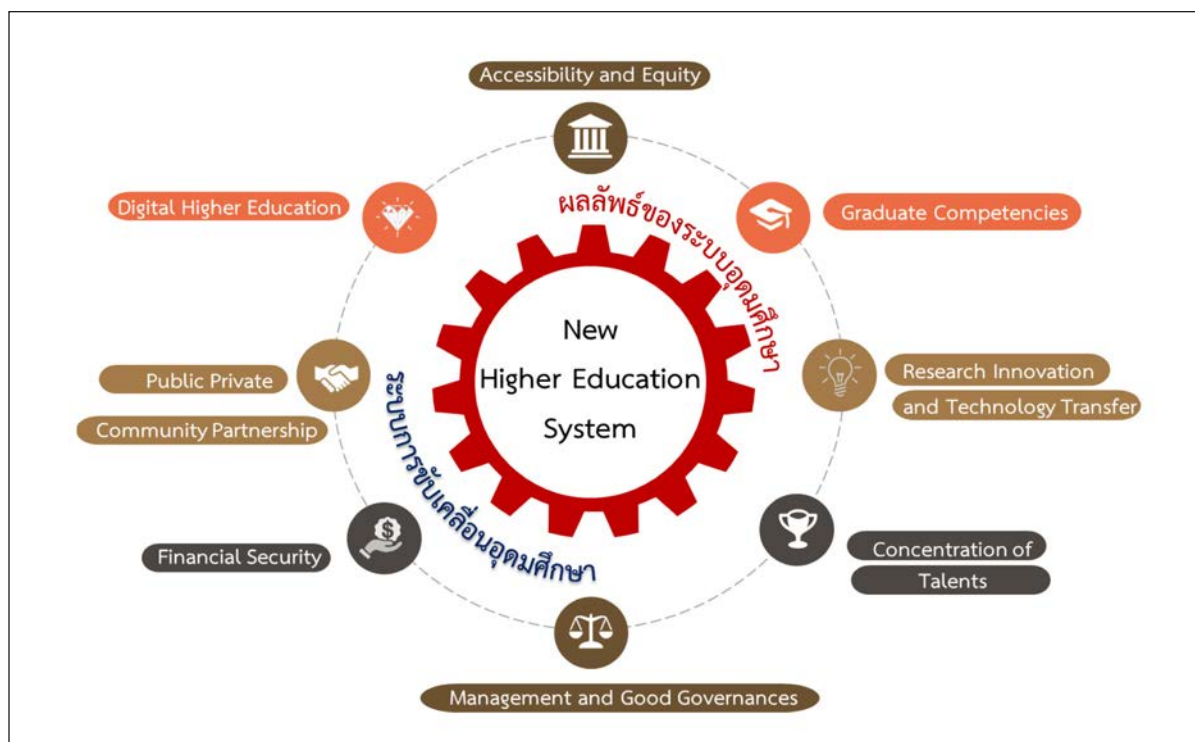 Accessibility and Equity
Digital Higher Education
ผลลัพธ์ของระบบอุดมศึกษา
Graduate Competencies
New
Higher Education
System
Public Private
Community Partnership
Research Innovation
and Technology Transfer
ระบบการขับเคลื่อนอุดมศึกษา
Financial Security
Concentration of
Talents
Management and Good Governances
$